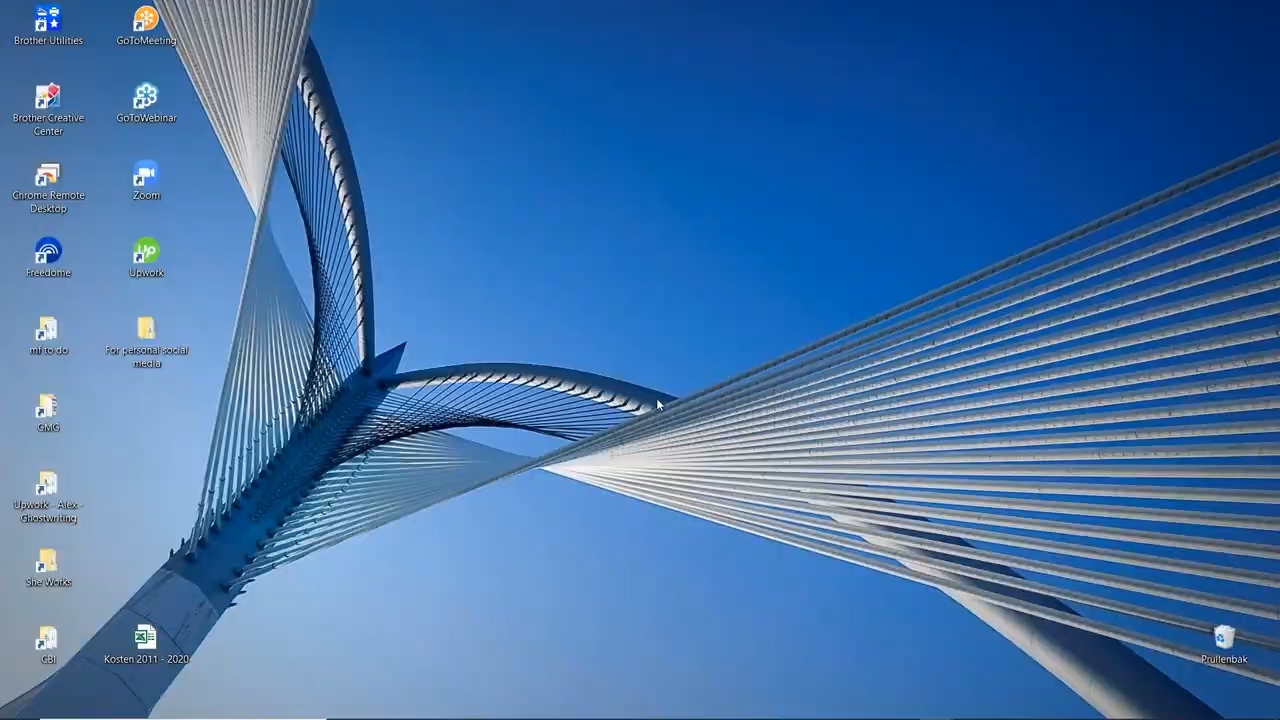 Brother Utilities
GoToMeeting
Brother Creative
Center
GoToWebinar
Chrome Remote
Desktop
Zoom
Freedome
Upwork
mf to do
For personal social
media
GMG
Upwork - Alex -
Ghostwriting
She Works
CBI
Kosten 2011 - 2020
Prullenbak